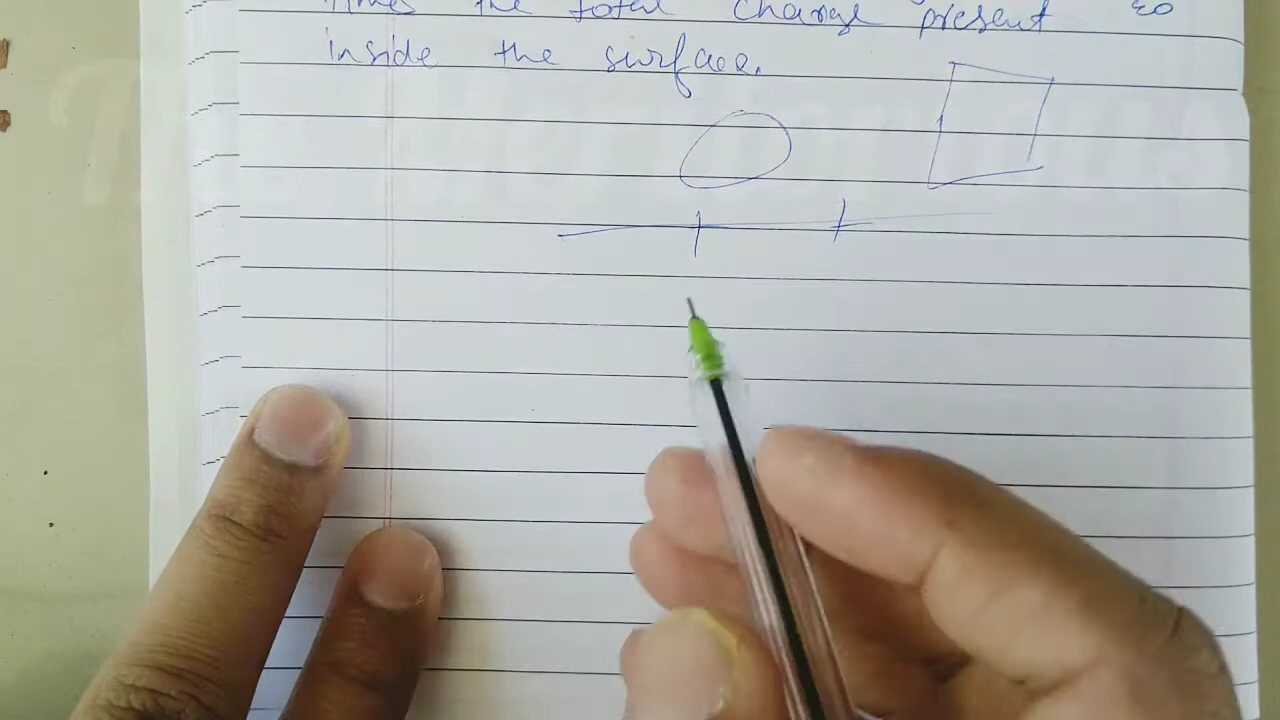 times the total charge present ε0
inside the surface.